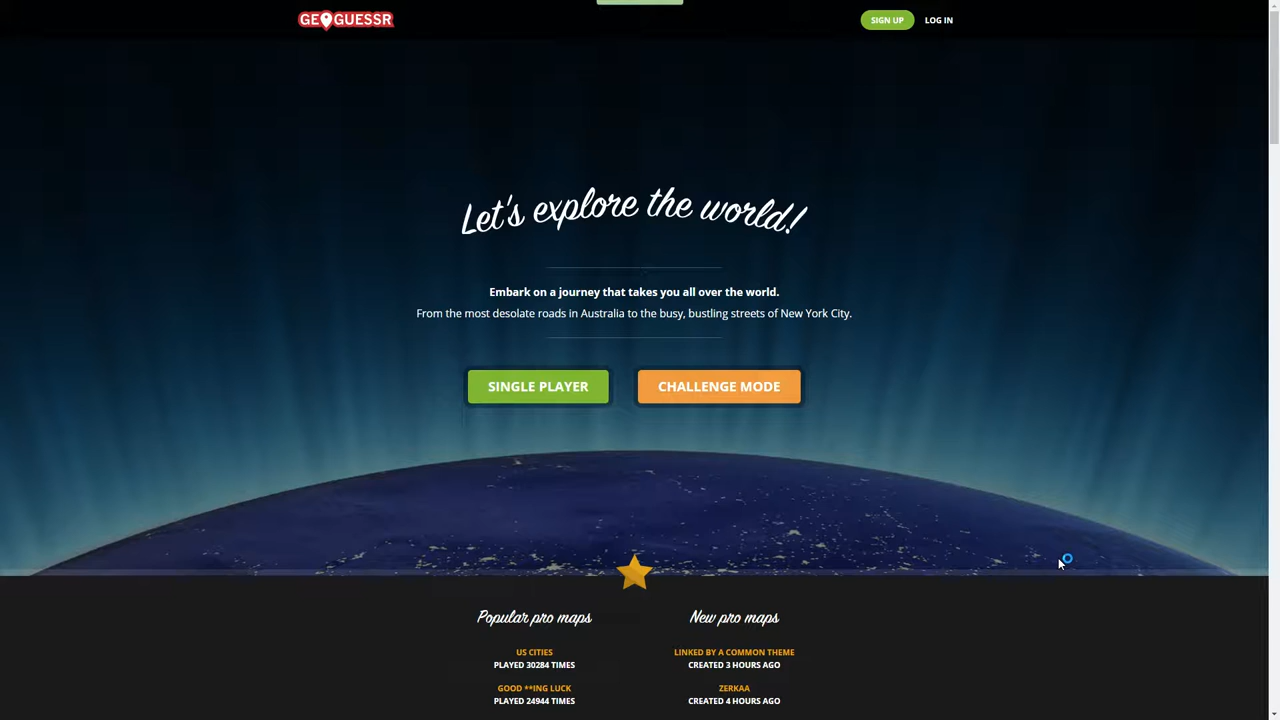 GEOGUESSR
SIGN UP
LOG IN
Let's explore the world!
Embark on a journey that takes you all over the world.
From the most desolate roads in Australia to the busy, bustling streets of New York City.
SINGLE PLAYER
CHALLENGE MODE
Popular pro maps
US CITIES
PLAYED 30284 TIMES
GOOD **ING LUCK
PLAYED 24944 TIMES
New pro maps
LINKED BY A COMMON THEME
CREATED 3 HOURS AGO
ZERKAA
CREATED 4 HOURS AGO